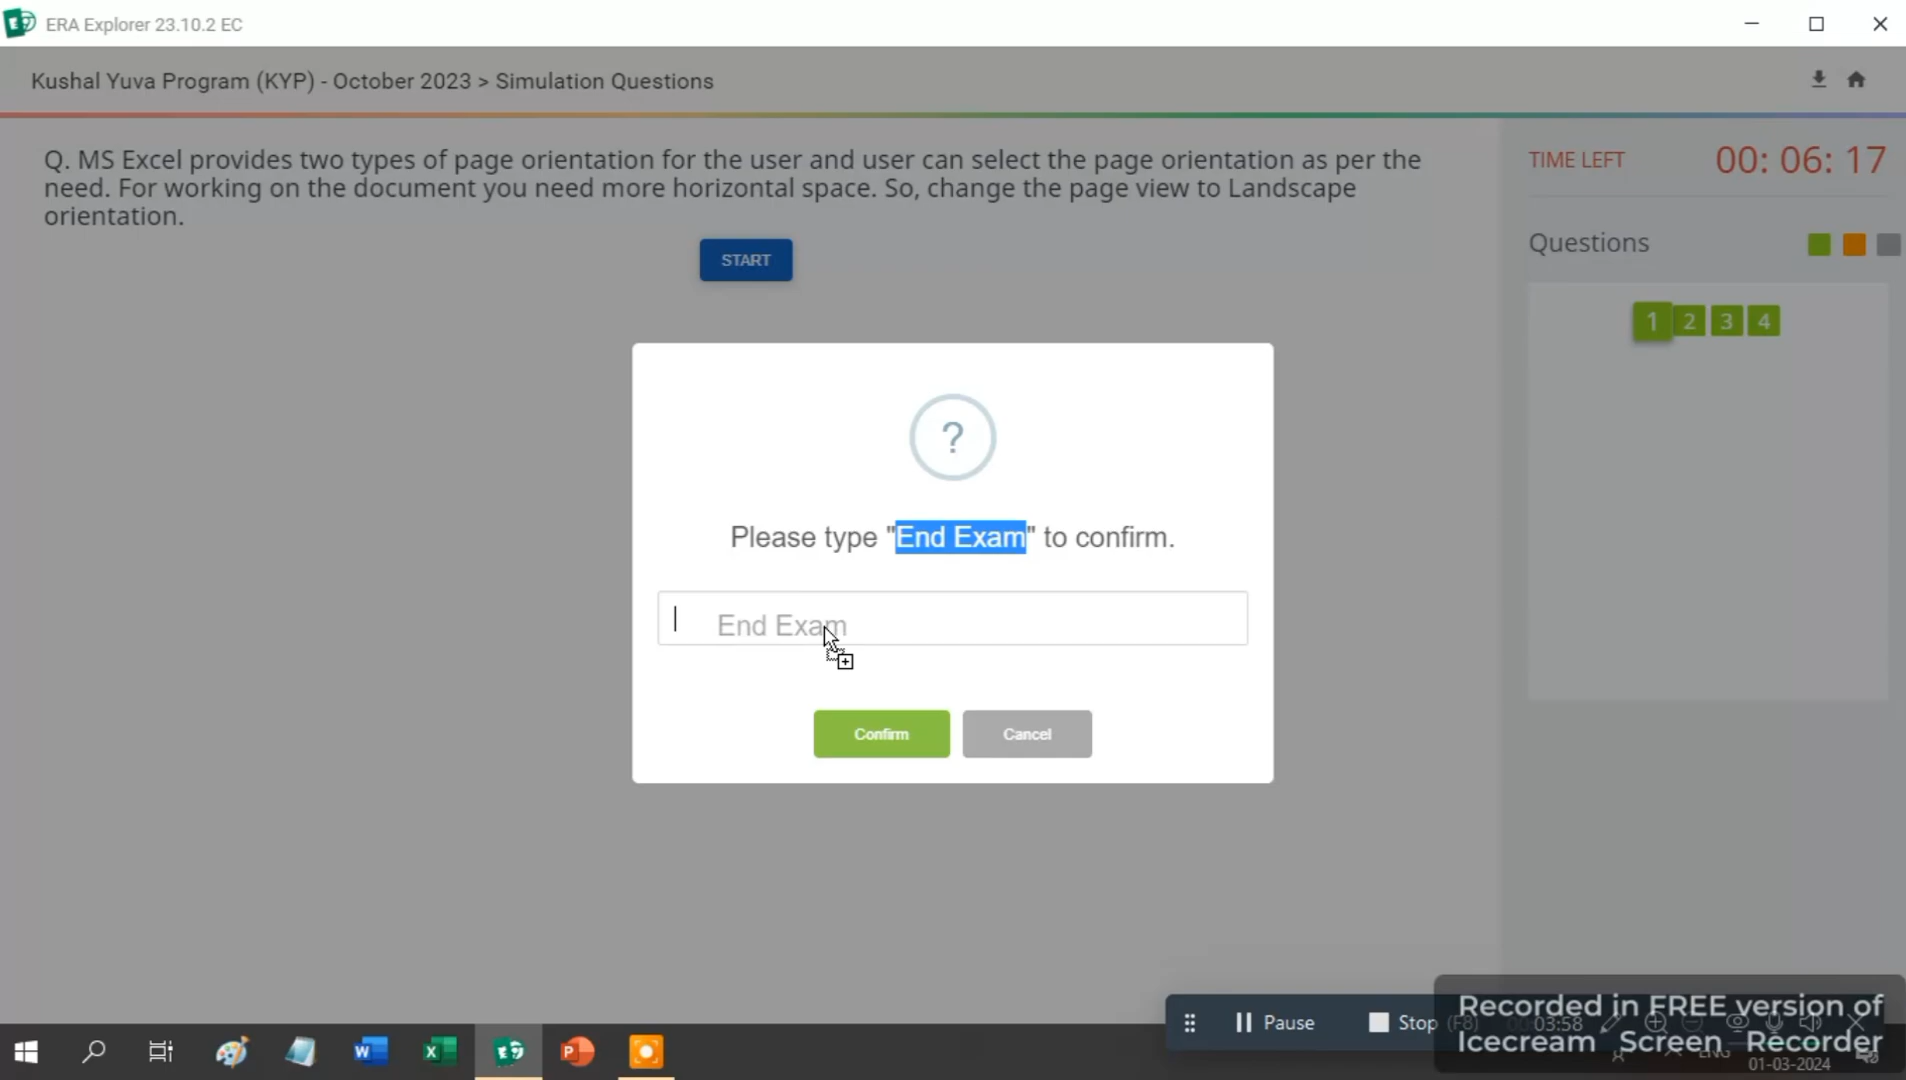 ERA Explorer 23.10.2 EC
Kushal Yuva Program (KYP) - October 2023 > Simulation Questions
Q. MS Excel provides two types of page orientation for the user and user can select the page orientation as per the
need. For working on the document you need more horizontal space. So, change the page view to Landscape
orientation.
START
TIME LEFT 00: 06: 17
Questions
1 2 3 4
?
Please type "End Exam" to confirm.
End Exam
Confirm Cancel
Pause Stop (F8) 03:58
Recorded in FREE version of
Icecream Screen Recorder
ENG
01-03-2024